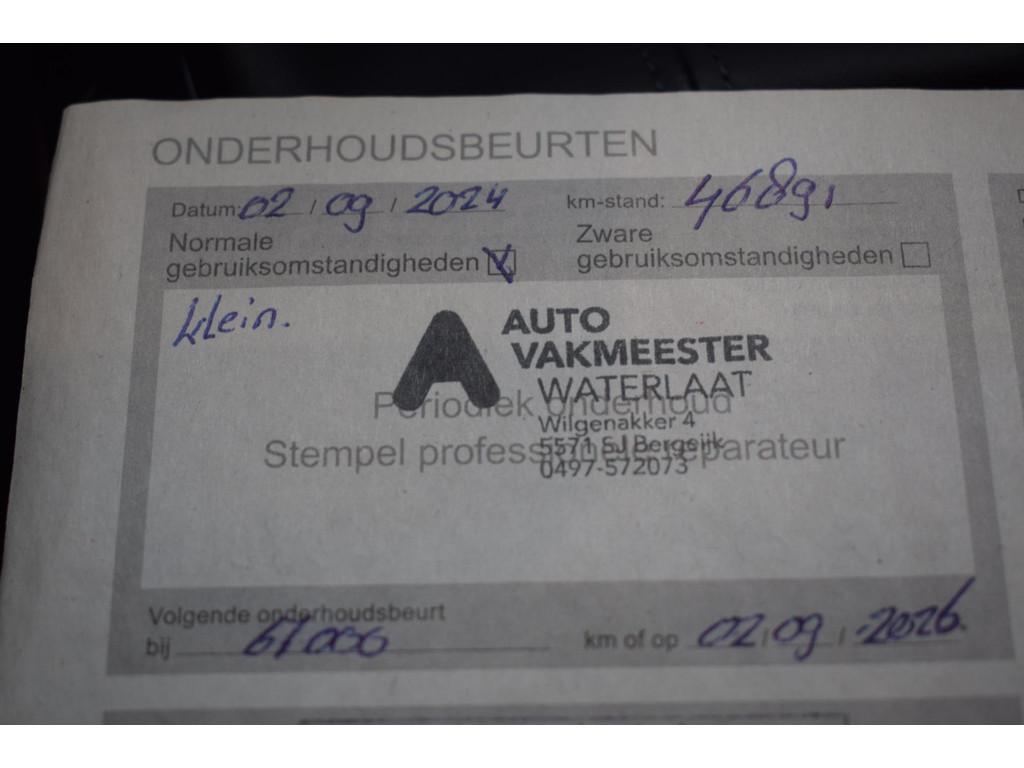 ONDERHOUDSBEURTEN
Datum: 02 / 09 / 2024 km-stand: 46891
Normale gebruiksomstandigheden Zware gebruiksomstandigheden
klein.
AUTO
VAKMEESTER
WATERLAAT
Periodiek onderhoud
Wilgenakker 4
5571 SJ Bergeijk
Stempel professionele reparateur
0497-572073
Volgende onderhoudsbeurt
bij 61000 km of op 02 / 09 / 2026.